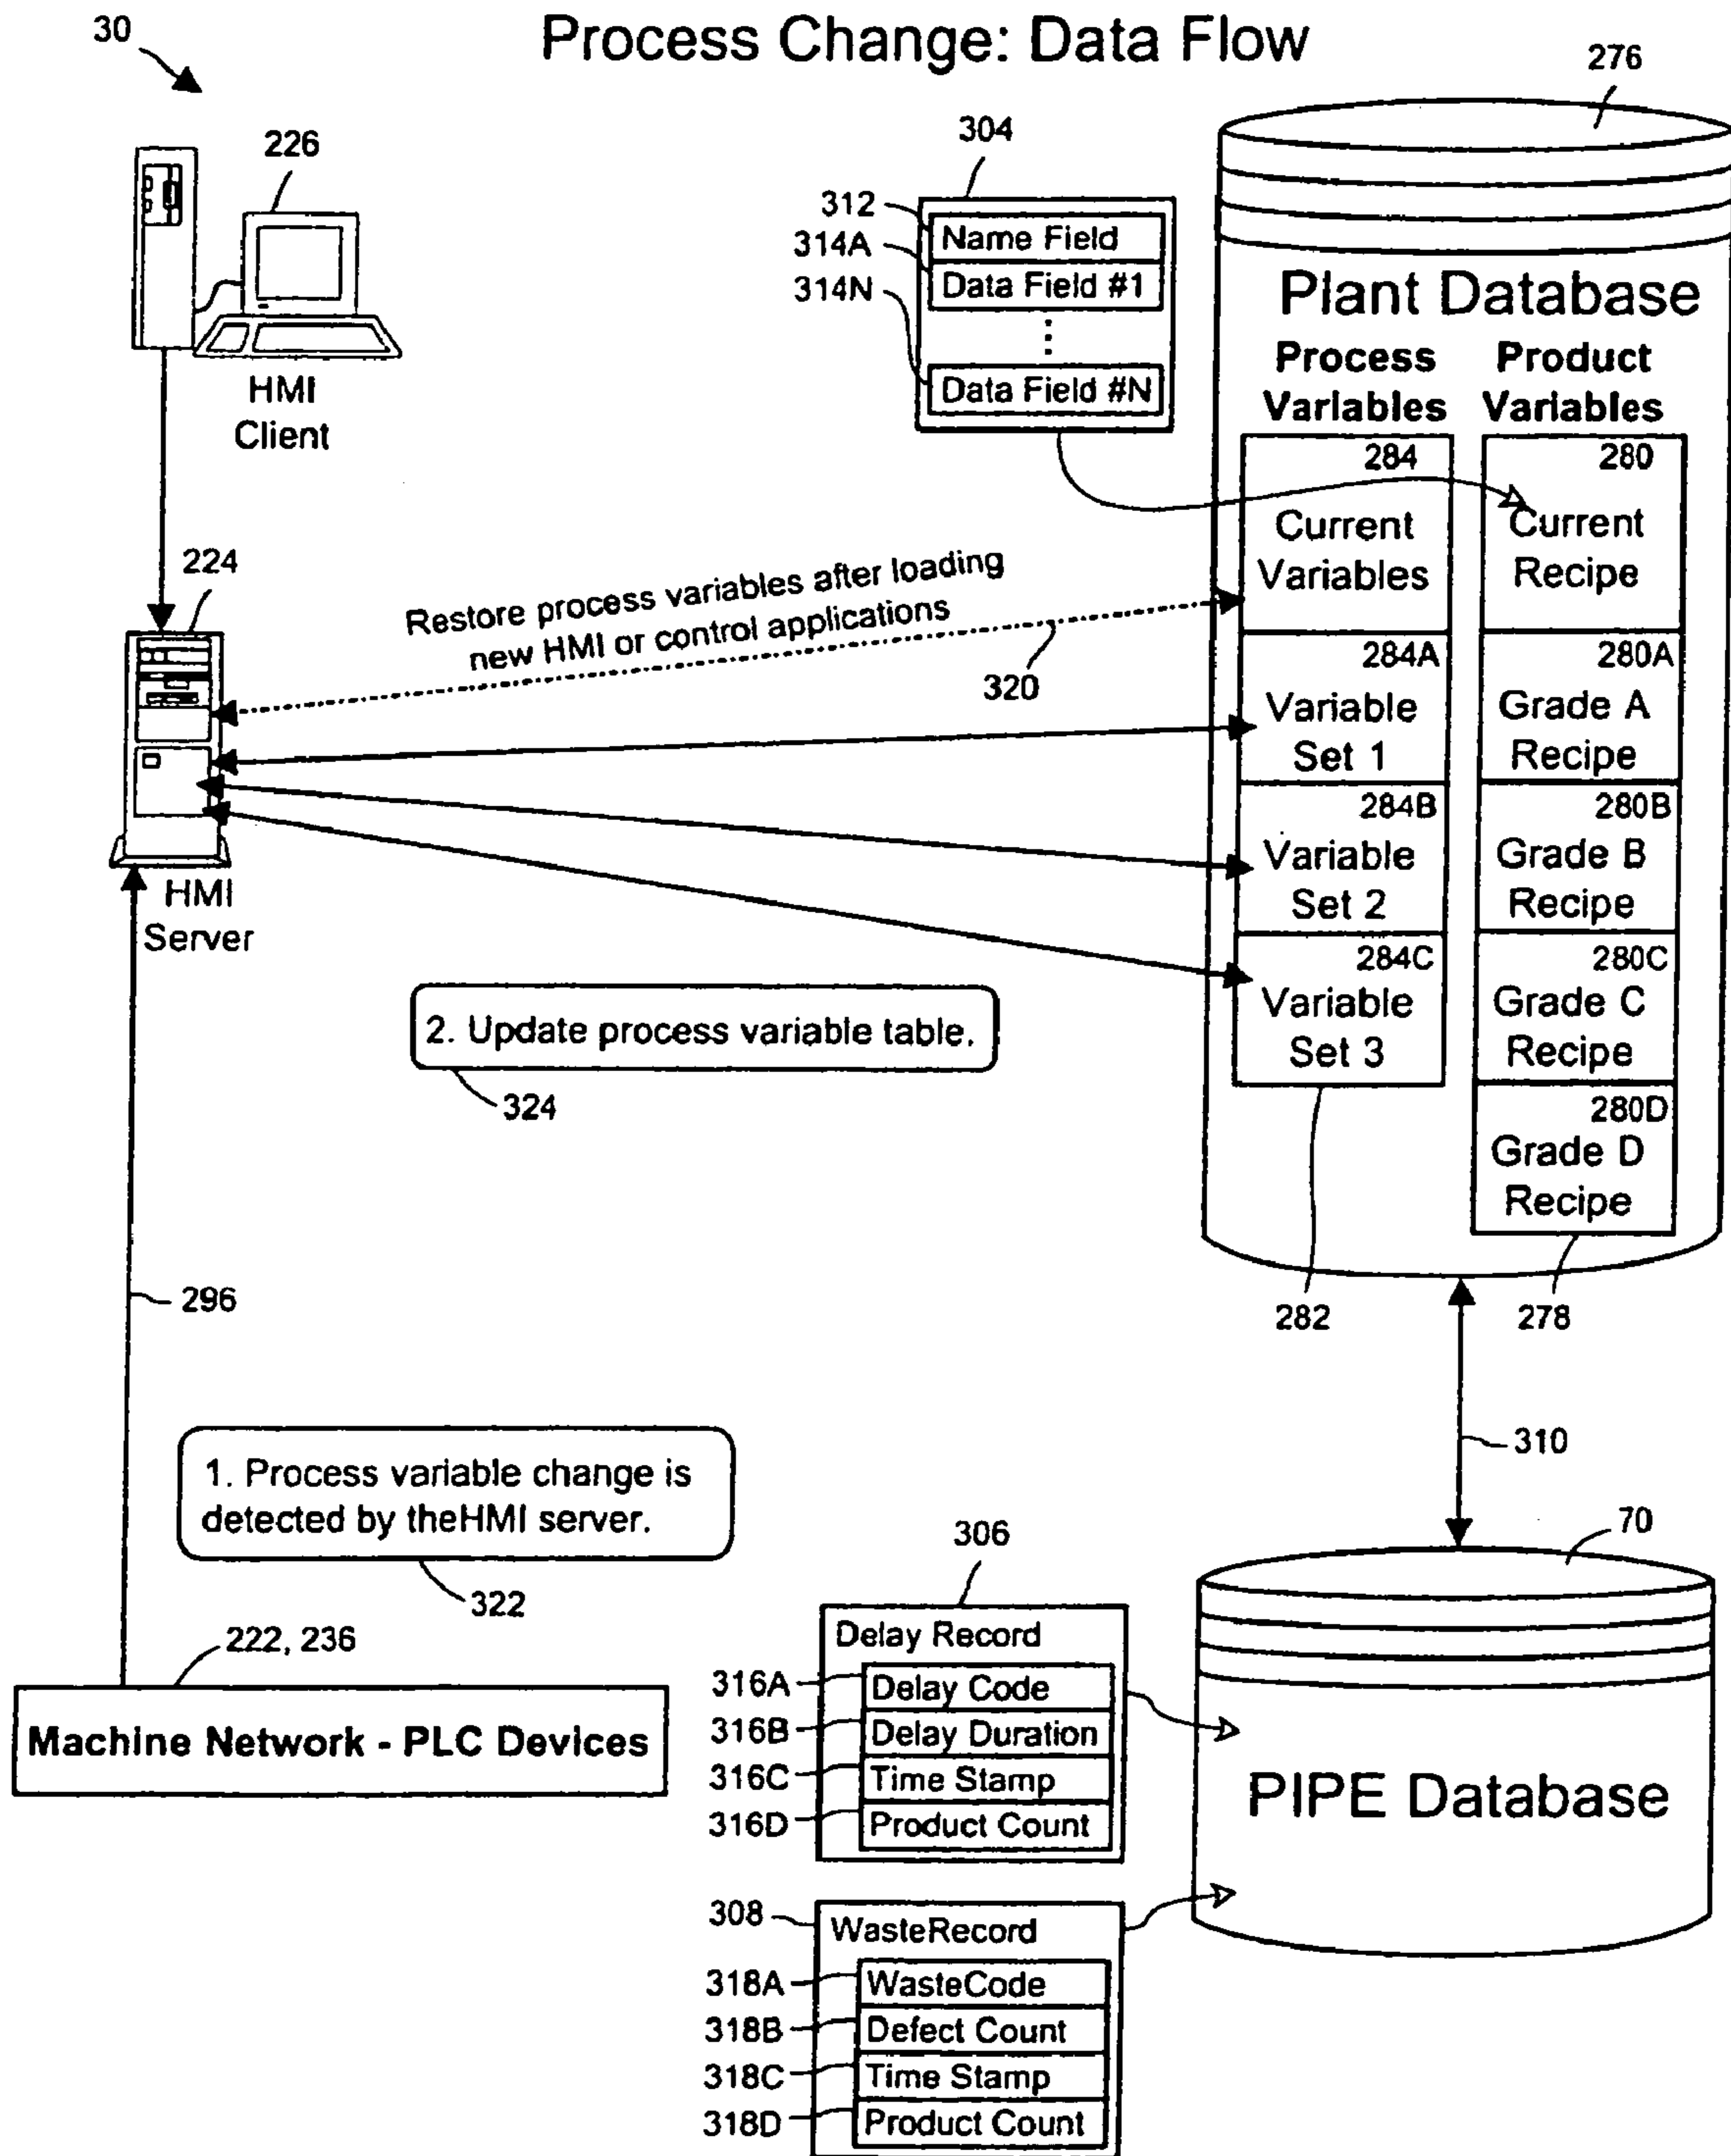 Process Change: Data Flow
30
276
226
304
312
Name Field
314A
Data Field #1
314N
Data Field #N
HMI
Client
Plant Database
Process
Variables
Product
Variables
284
Current
Variables
280
Current
Recipe
224
Restore process variables after loading
new HMI or control applications
320
284A
Variable
Set 1
280A
Grade A
Recipe
284B
Variable
Set 2
280B
Grade B
Recipe
HMI
Server
284C
Variable
Set 3
280C
Grade C
Recipe
2. Update process variable table.
324
280D
Grade D
Recipe
296
282
278
310
1. Process variable change is
detected by theHMI server.
322
306
70
222, 236
Machine Network - PLC Devices
Delay Record
316A
Delay Code
316B
Delay Duration
316C
Time Stamp
316D
Product Count
PIPE Database
308
WasteRecord
318A
WasteCode
318B
Defect Count
318C
Time Stamp
318D
Product Count